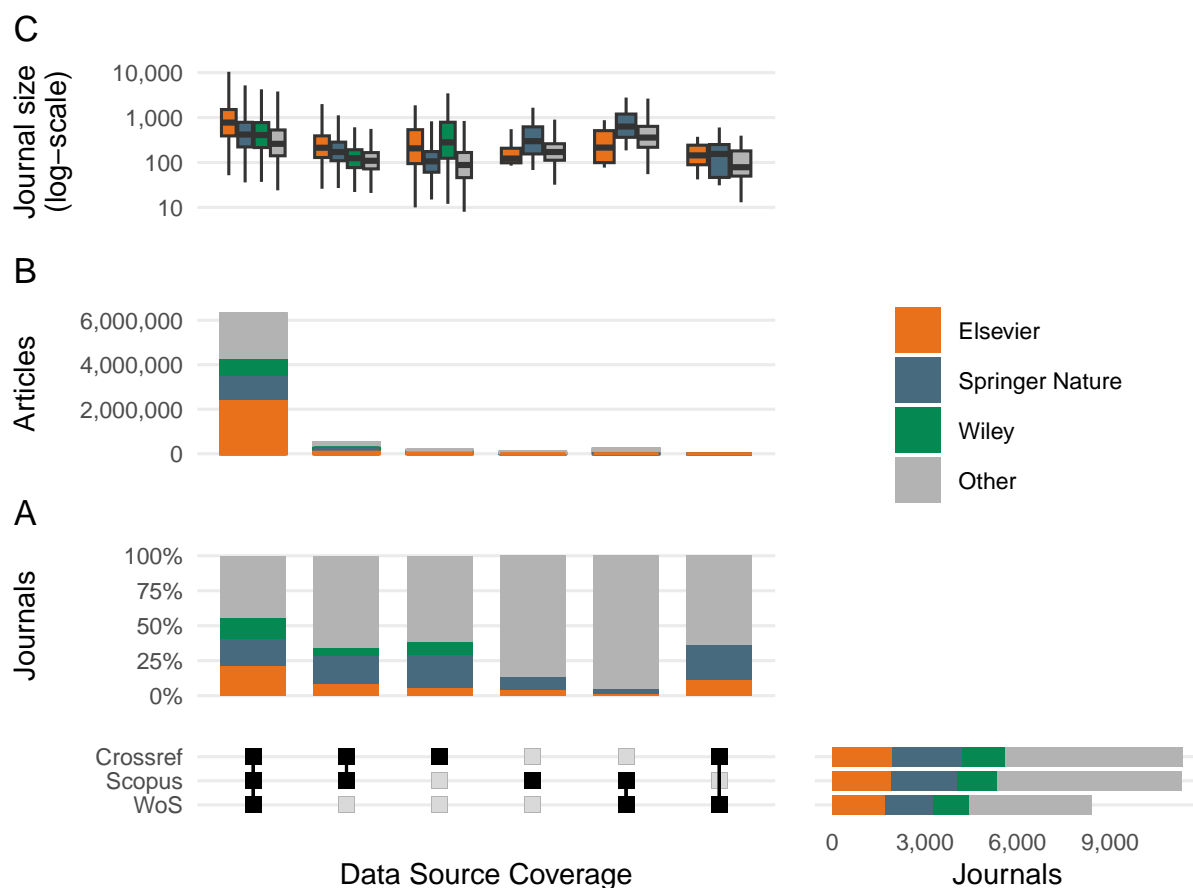 C
Journal size
(log−scale)
10,000
1,000
100
10
B
Articles
6,000,000
4,000,000
2,000,000
0
Elsevier
Springer Nature
Wiley
Other
A
Journals
100%
75%
50%
25%
0%
Crossref
Scopus
WoS
0
3,000
6,000
9,000
Data Source Coverage
Journals